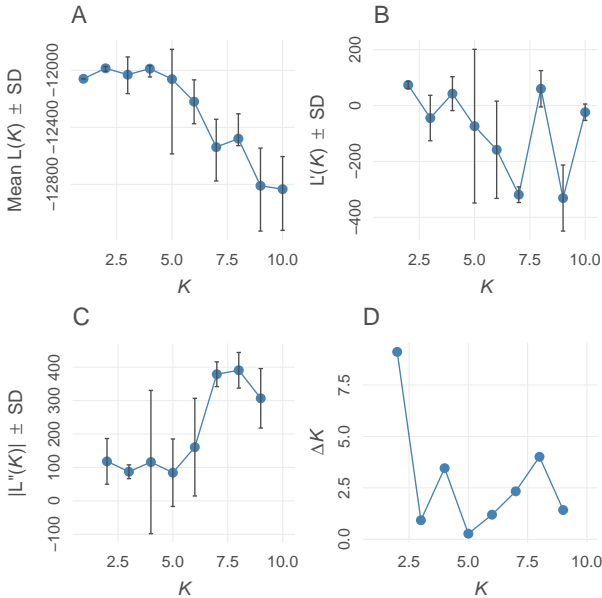 A
Mean L(K) ± SD
−12000
−12400
−12800
2.5 5.0 7.5 10.0
K
B
L'(K) ± SD
200
0
−200
−400
2.5 5.0 7.5 10.0
K
C
|L"(K)| ± SD
400
300
200
100
0
−100
2.5 5.0 7.5 10.0
K
D
ΔK
7.5
5.0
2.5
0.0
2.5 5.0 7.5 10.0
K